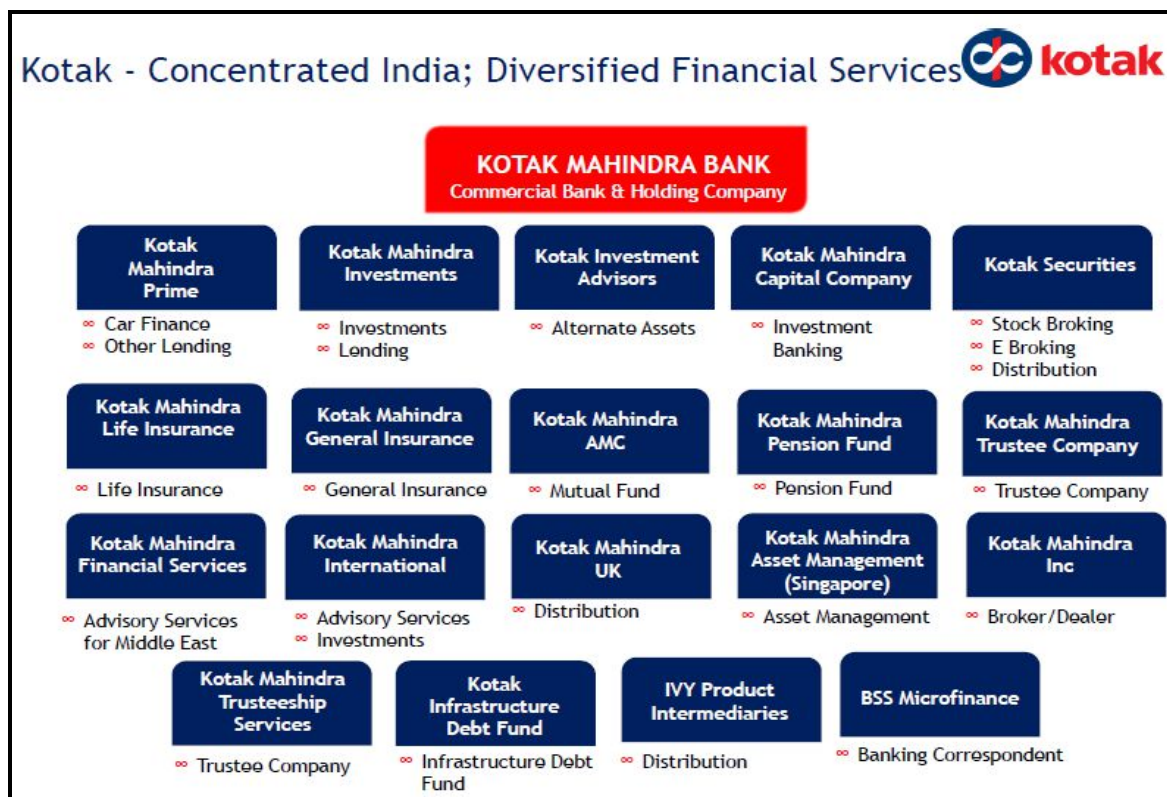 Kotak - Concentrated India; Diversified Financial Services
kotak
KOTAK MAHINDRA BANK
Commercial Bank & Holding Company
Kotak
Mahindra
Prime
∞ Car Finance
∞ Other Lending
Kotak Mahindra
Investments
∞ Investments
∞ Lending
Kotak Investment
Advisors
∞ Alternate Assets
Kotak Mahindra
Capital Company
∞ Investment
Banking
Kotak Securities
∞ Stock Broking
∞ E Broking
∞ Distribution
Kotak Mahindra
Life Insurance
∞ Life Insurance
Kotak Mahindra
General Insurance
∞ General Insurance
Kotak Mahindra
AMC
∞ Mutual Fund
Kotak Mahindra
Pension Fund
∞ Pension Fund
Kotak Mahindra
Trustee Company
∞ Trustee Company
Kotak Mahindra
Financial Services
∞ Advisory Services
for Middle East
Kotak Mahindra
International
∞ Advisory Services
∞ Investments
Kotak Mahindra
UK
∞ Distribution
Kotak Mahindra
Asset Management
(Singapore)
∞ Asset Management
Kotak Mahindra
Inc
∞ Broker/Dealer
Kotak Mahindra
Trusteeship
Services
∞ Trustee Company
Kotak
Infrastructure
Debt Fund
∞ Infrastructure Debt
Fund
IVY Product
Intermediaries
∞ Distribution
BSS Microfinance
∞ Banking Correspondent